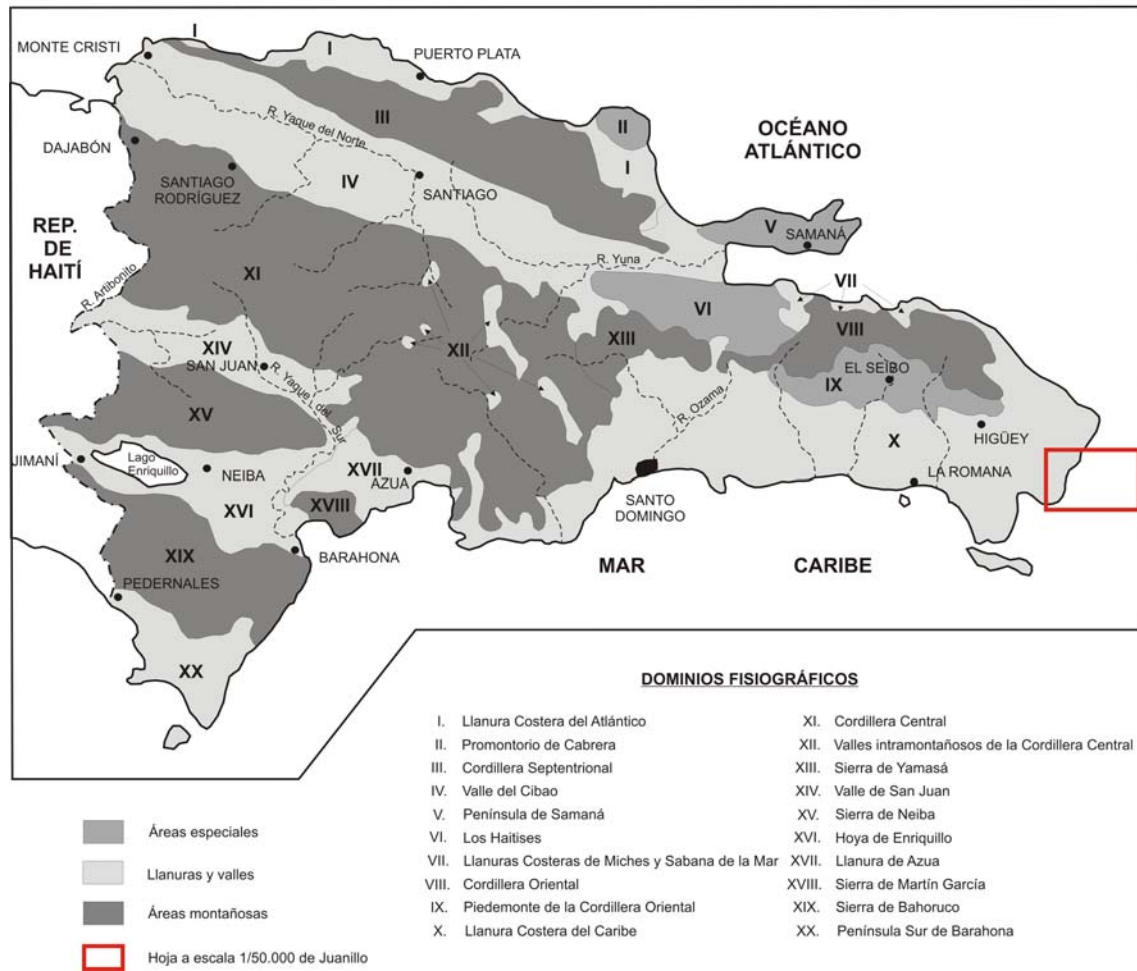 I
I
MONTE CRISTI
PUERTO PLATA
III
II
R. Yaque del Norte
OCÉANO
ATLÁNTICO
DAJABÓN
I
SANTIAGO
RODRÍGUEZ
IV
SANTIAGO
REP.
DE
HAITÍ
V
SAMANÁ
R. Yuna
XI
VII
R. Artibonito
VI
XIII
VIII
XII
XIV
SAN JUAN
EL SEIBO
IX
R. Yaque del Sur
R. Ozama
XV
X
HIGÜEY
JIMANÍ
Lago
Enriquillo
NEIBA
XVII
AZUA
LA ROMANA
XVI
XVIII
SANTO
DOMINGO
XIX
BARAHONA
MAR
CARIBE
PEDERNALES
XX
DOMINIOS FISIOGRÁFICOS
I. Llanura Costera del Atlántico
II. Promontorio de Cabrera
III. Cordillera Septentrional
IV. Valle del Cibao
V. Península de Samaná
VI. Los Haitises
VII. Llanuras Costeras de Miches y Sabana de la Mar
VIII. Cordillera Oriental
IX. Piedemonte de la Cordillera Oriental
X. Llanura Costera del Caribe
XI. Cordillera Central
XII. Valles intramontañosos de la Cordillera Central
XIII. Sierra de Yamasá
XIV. Valle de San Juan
XV. Sierra de Neiba
XVI. Hoya de Enriquillo
XVII. Llanura de Azua
XVIII. Sierra de Martín García
XIX. Sierra de Bahoruco
XX. Península Sur de Barahona
Áreas especiales
Llanuras y valles
Áreas montañosas
Hoja a escala 1/50.000 de Juanillo